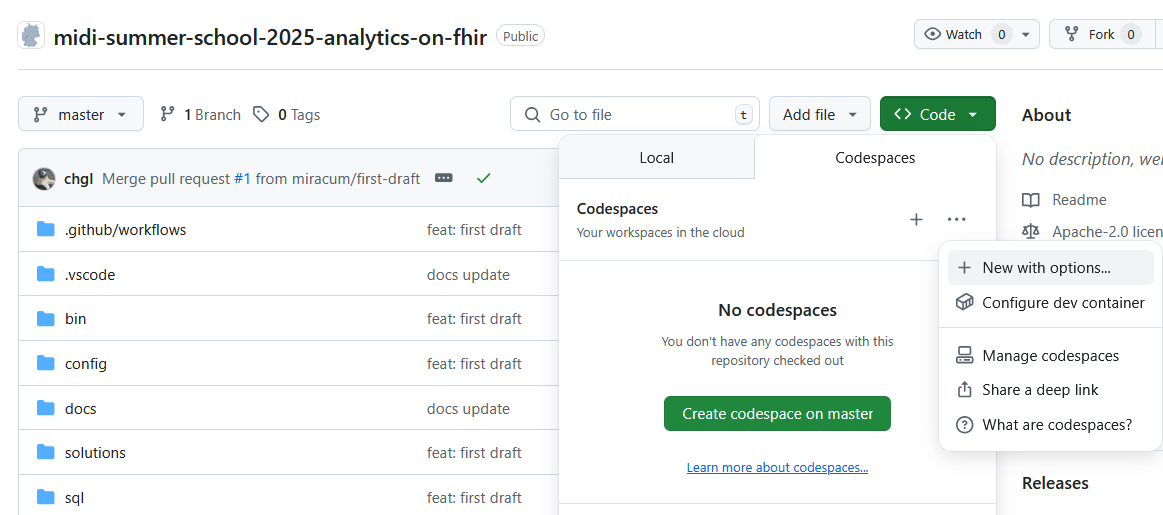 midi-summer-school-2025-analytics-on-fhir Public
Watch 0
Fork 0
master
1 Branch
0 Tags
Go to file t
Add file
<> Code
About
Local
Codespaces
No description, we
chgl Merge pull request #1 from miracum/first-draft
Codespaces
Your workspaces in the cloud
Readme
Apache-2.0 licen
.github/workflows feat: first draft
.vscode docs update
bin feat: first draft
config feat: first draft
docs docs update
solutions feat: first draft
sql feat: first draft
New with options...
Configure dev container
Manage codespaces
Share a deep link
What are codespaces?
No codespaces
You don't have any codespaces with this
repository checked out
Create codespace on master
Learn more about codespaces...
Releases